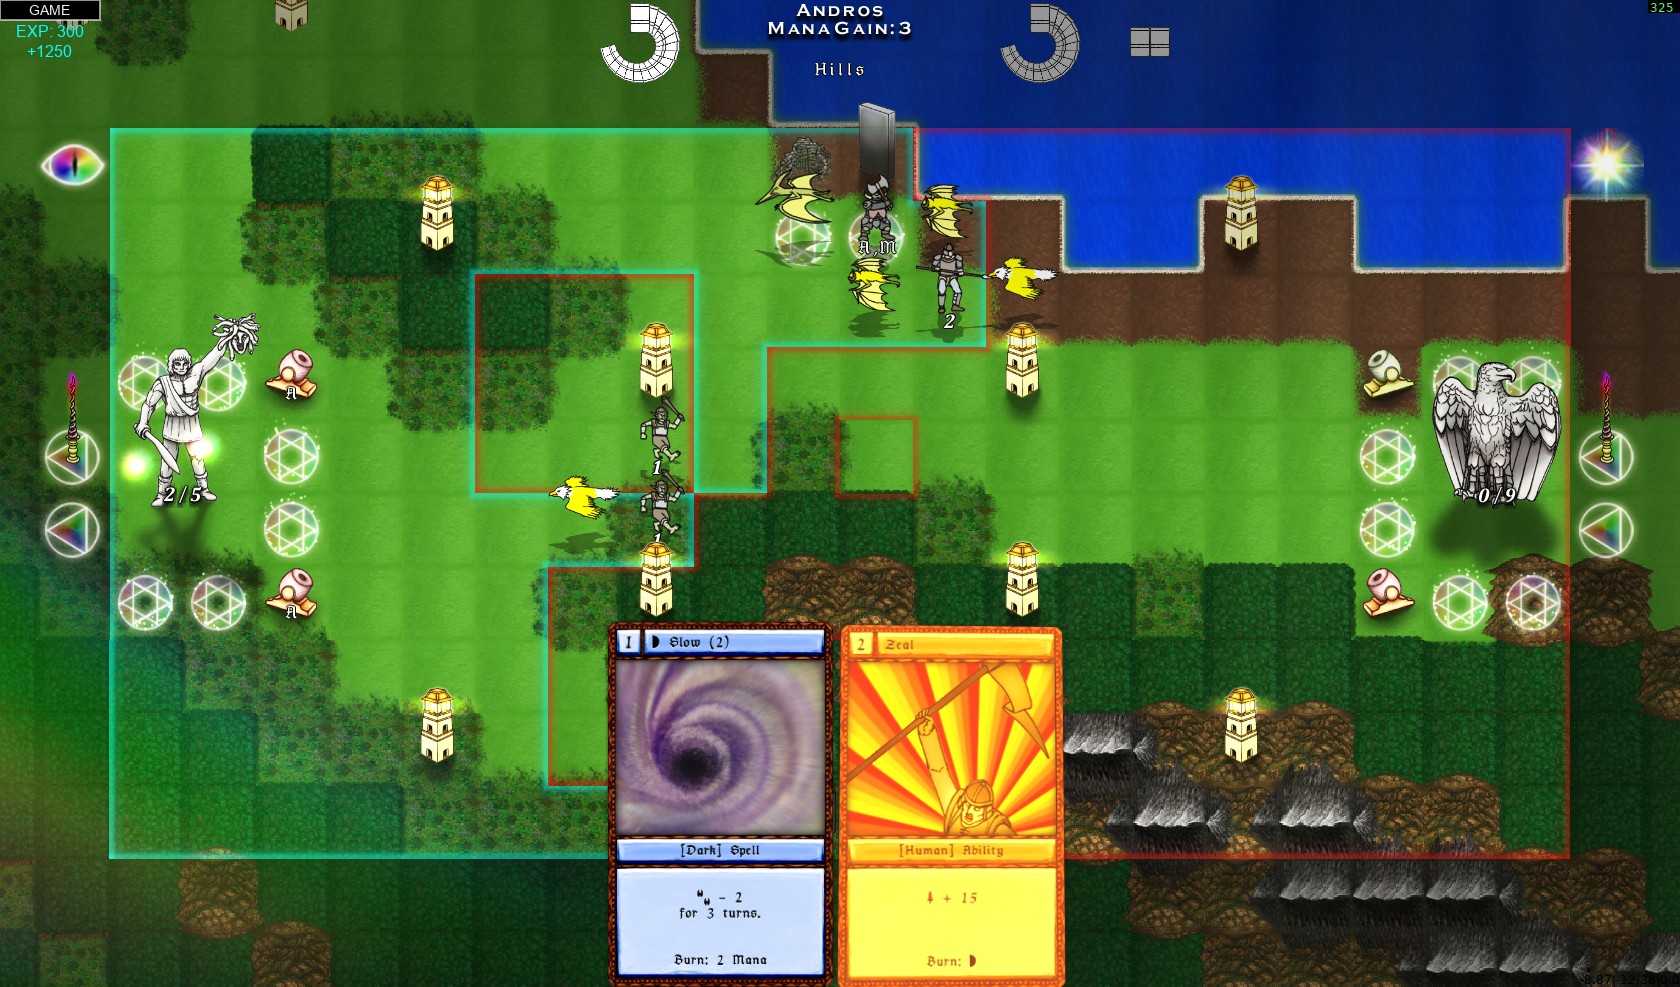 GAME
EXP: 300
+1250
Andros
ManaGain: 3
Hills
325
A,M
2
A
1
2/5
0/9
1
A
1 Slow (2)
[Dark] Spell
- 2
for 3 turns.
Burn: 2 Mana
2 Zeal
[Human] Ability
+ 15
Burn: